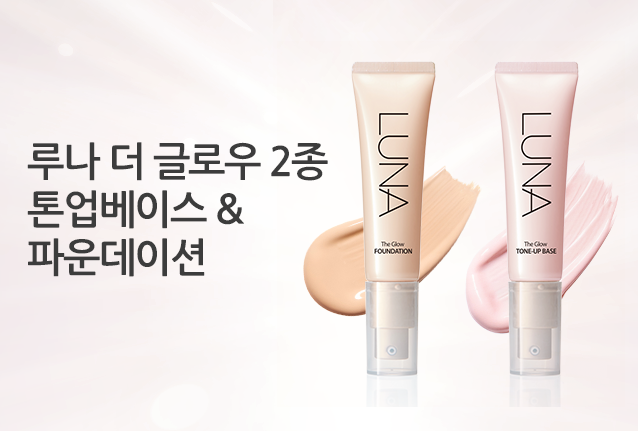 루나 더 글로우 2종
톤업베이스 &
파운데이션
LUNA
The Glow
FOUNDATION
LUNA
The Glow
TONE-UP BASE